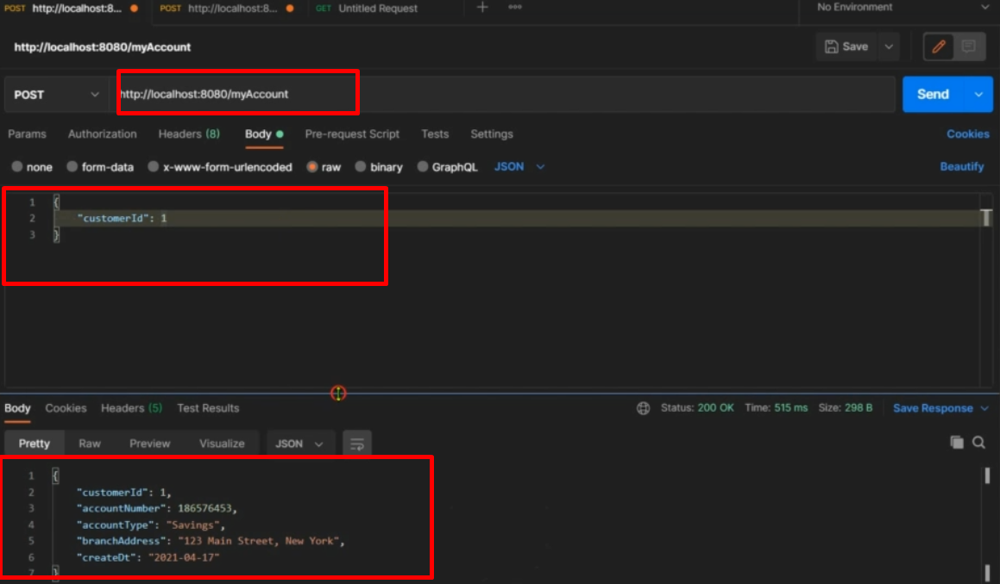 POST http://localhost:8... POST http://localhost:8... GET Untitled Request No Environment
http://localhost:8080/myAccount Save
POST http://localhost:8080/myAccount Send
Params Authorization Headers (8) Body Pre-request Script Tests Settings Cookies
none form-data x-www-form-urlencoded raw binary GraphQL JSON Beautify
1 {
2 "customerId": 1
3 }
Body Cookies Headers (5) Test Results Status: 200 OK Time: 515 ms Size: 298 B Save Response
Pretty Raw Preview Visualize JSON
1 {
2 "customerId": 1,
3 "accountNumber": 186576453,
4 "accountType": "Savings",
5 "branchAddress": "123 Main Street, New York",
6 "createDt": "2021-04-17"
7 }